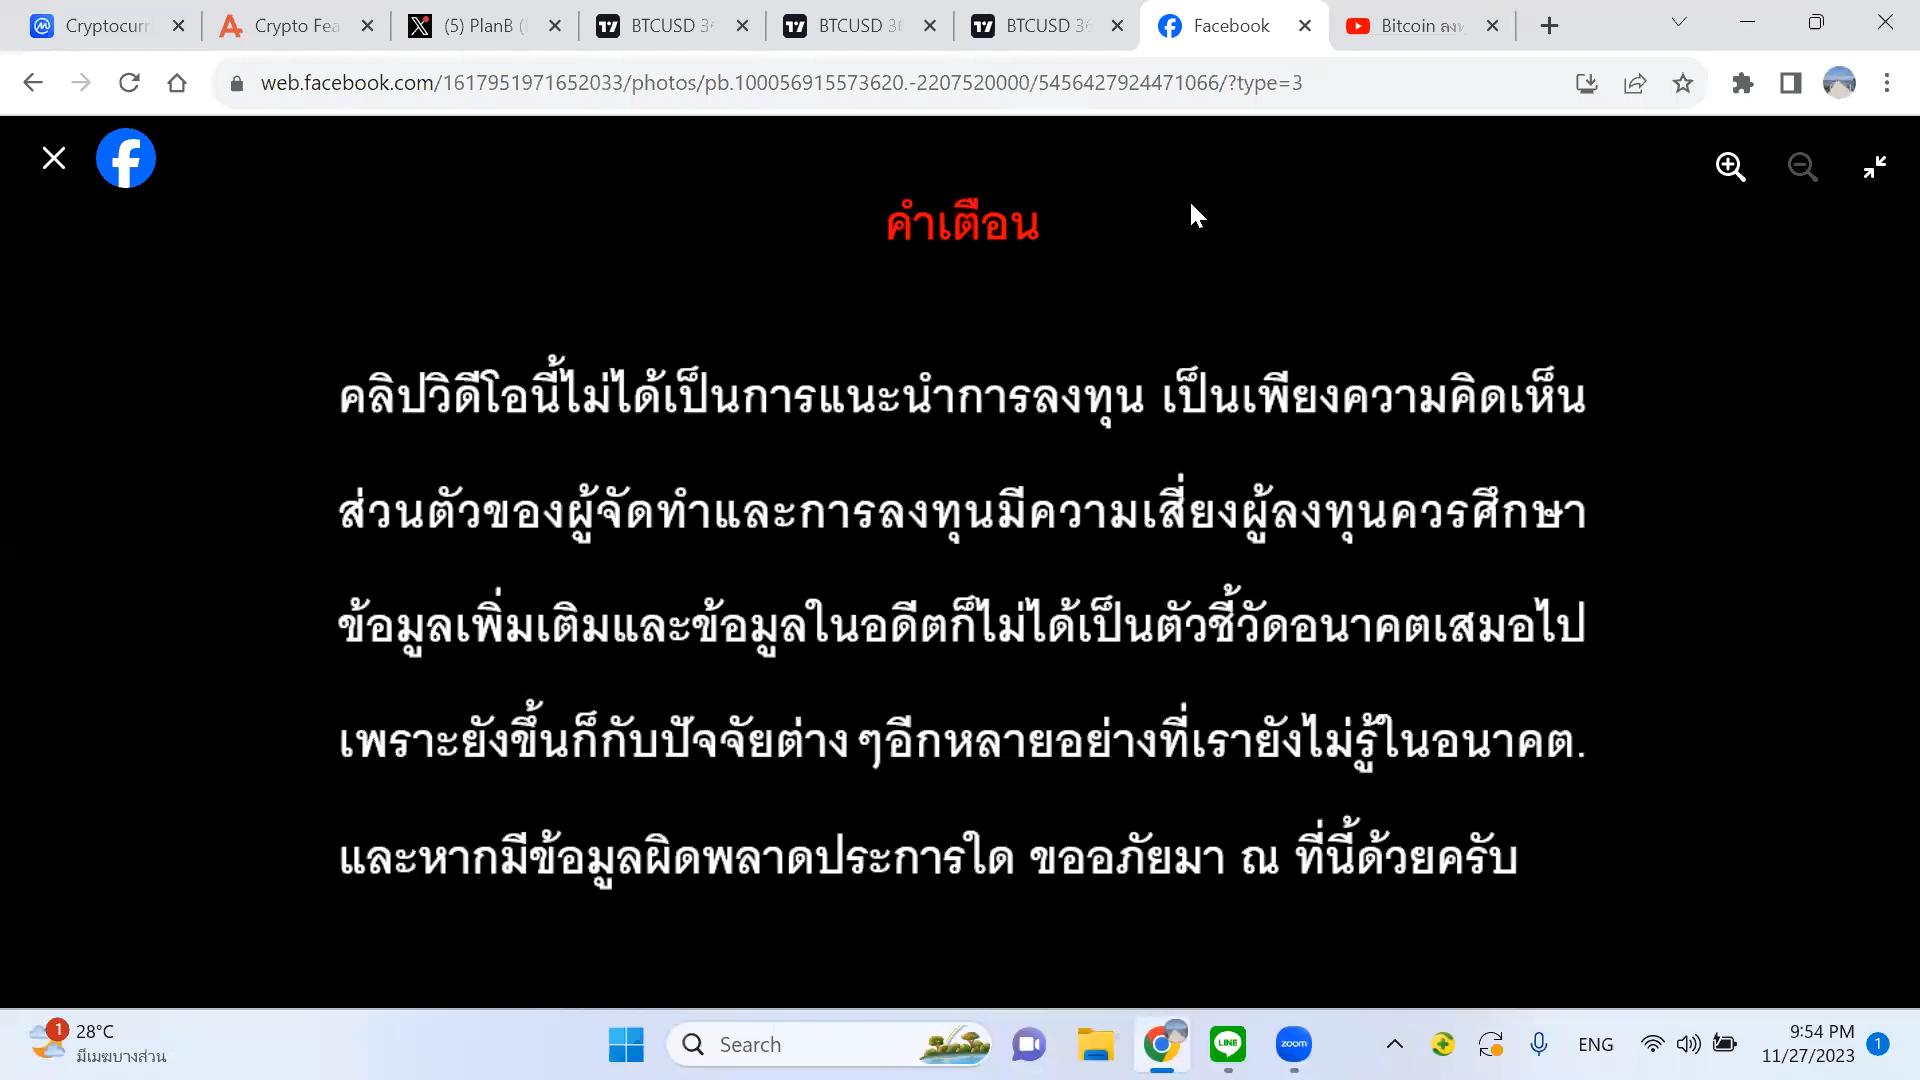 Cryptocurr
Crypto Fea
(5) PlanB (
BTCUSD 36
BTCUSD 36
BTCUSD 36
Facebook
Bitcoin ลง
web.facebook.com/1617951971652033/photos/pb.100056915573620.-2207520000/5456427924471066/?type=3
คำเตือน
คลิปวิดีโอนี้ไม่ได้เป็นการแนะนำการลงทุน เป็นเพียงความคิดเห็น
ส่วนตัวของผู้จัดทำและการลงทุนมีความเสี่ยงผู้ลงทุนควรศึกษา
ข้อมูลเพิ่มเติมและข้อมูลในอดีตก็ไม่ได้เป็นตัวชี้วัดอนาคตเสมอไป
เพราะยังขึ้นก็กับปัจจัยต่าง ๆอีกหลายอย่างที่เรายังไม่รู้ในอนาคต.
และหากมีข้อมูลผิดพลาดประการใด ขออภัยมา ณ ที่นี้ด้วยครับ
1
28°C
มีเมฆบางส่วน
Search
LINE
zoom
ENG
9:54 PM
11/27/2023
1